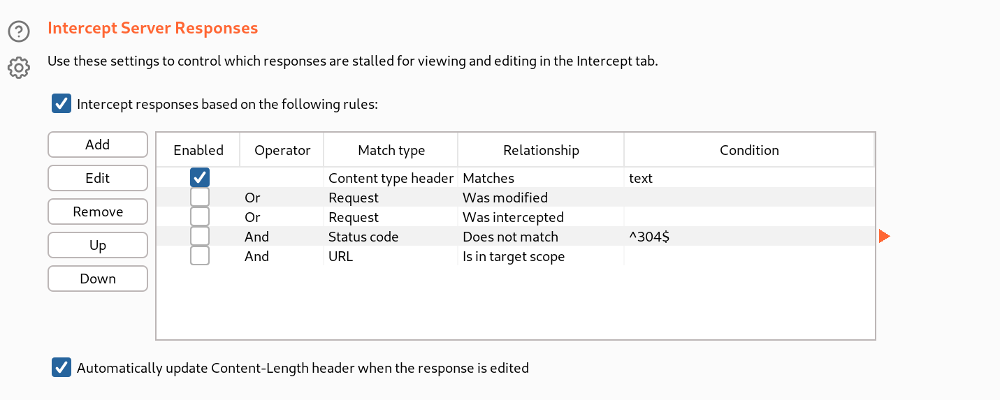 Intercept Server Responses
Use these settings to control which responses are stalled for viewing and editing in the Intercept tab.
Intercept responses based on the following rules:
Add
Edit
Remove
Up
Down
Enabled Operator Match type Relationship Condition
Content type header Matches text
Or Request Was modified
Or Request Was intercepted
And Status code Does not match ^304$
And URL Is in target scope
Automatically update Content-Length header when the response is edited